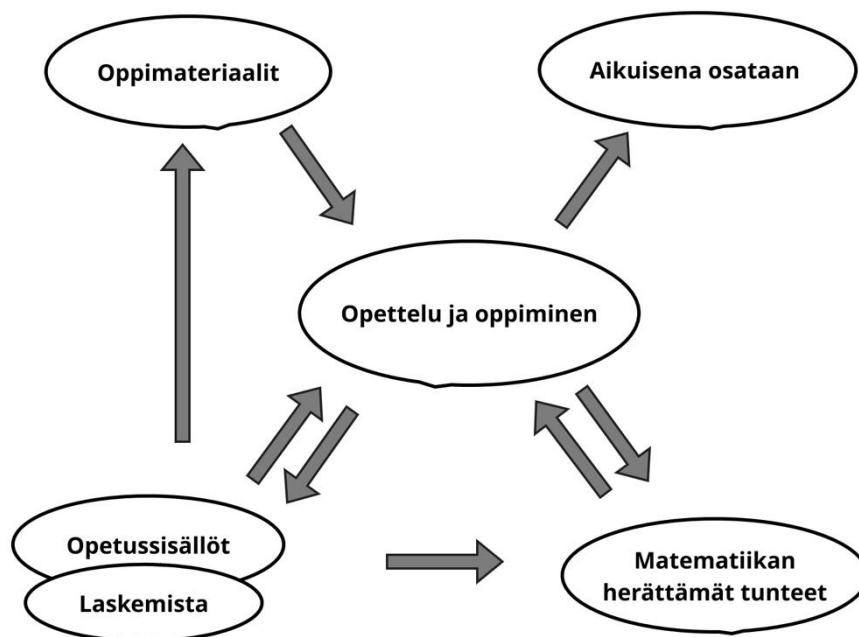 Oppimateriaalit
Aikuisena osataan
Opettelu ja oppiminen
Opetussisällöt
Laskemista
Matematiikan
herättämät tunteet